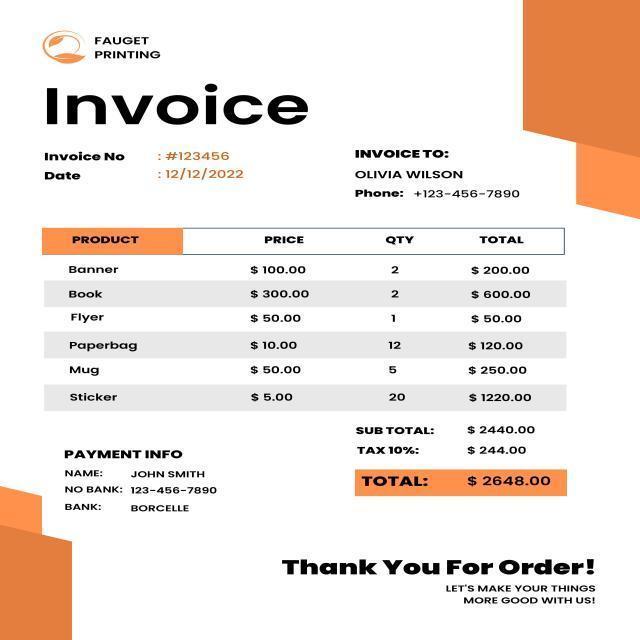 FAUGET
PRINTING
Invoice
Invoice No : #123456
Date : 12/12/2022
INVOICE TO:
OLIVIA WILSON
Phone: +123-456-7890
PRODUCT PRICE QTY TOTAL
Banner $ 100.00 2 $ 200.00
Book $ 300.00 2 $ 600.00
Flyer $ 50.00 1 $ 50.00
Paperbag $ 10.00 12 $ 120.00
Mug $ 50.00 5 $ 250.00
Sticker $ 5.00 20 $ 1220.00
SUB TOTAL: $ 2440.00
TAX 10%: $ 244.00
TOTAL: $ 2648.00
PAYMENT INFO
NAME: JOHN SMITH
NO BANK: 123-456-7890
BANK: BORCELLE
Thank You For Order!
LET'S MAKE YOUR THINGS
MORE GOOD WITH US!